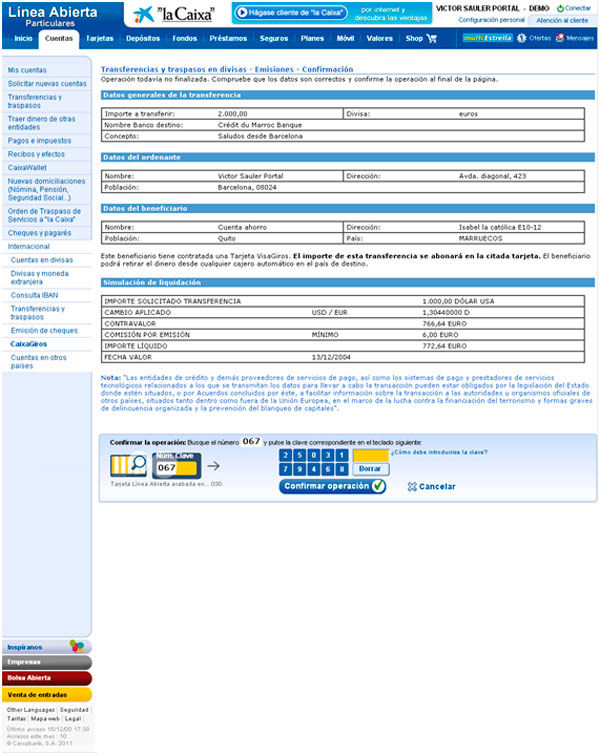 Línea Abierta
Particulares
"la Caixa"
Hágase cliente de "la Caixa"
por internet y
descubra las ventajas
VICTOR SAULER PORTAL - DEMO
Conectar
Configuración personal
Atención al cliente
Inicio Cuentas Tarjetas Depósitos Fondos Préstamos Seguros Planes Móvil Valores Shop multiEstrella Ofertas Mensajes
Mis cuentas
Solicitar nuevas cuentas
Transferencias y
traspasos
Traer dinero de otras
entidades
Pagos e impuestos
Recibos y efectos
CaixaWallet
Nuevas domiciliaciones
(Nómina, Pensión,
Seguridad Social...)
Orden de Traspaso de
Servicios a "la Caixa"
Cheques y pagarés
Internacional
Cuentas en divisas
Divisas y moneda
extranjera
Consulta IBAN
Transferencias y
traspasos
Emisión de cheques
CaixaGiros
Cuentas en otros
países
Transferencias y traspasos en divisas - Emisiones - Confirmación
Operación todavía no finalizada. Compruebe que los datos son correctos y confirme la operación al final de la página.
Datos generales de la transferencia
Importe a transferir: 2.000,00 Divisa: euros
Nombre Banco destino: Crédit du Marroc Banque
Concepto: Saludos desde Barcelona
Datos del ordenante
Nombre: Victor Sauler Portal Dirección: Avda. diagonal, 423
Población: Barcelona, 08024
Datos del beneficiario
Nombre: Cuenta ahorro Dirección: Isabel la católica E10-12
Población: Quito País: MARRUECOS
Este beneficiario tiene contratada una Tarjeta VisaGiros. El importe de esta transferencia se abonará en la citada tarjeta. El beneficiario
podrá retirar el dinero desde cualquier cajero automático en el país de destino.
Simulación de liquidación
IMPORTE SOLICITADO TRANSFERENCIA 1.000,00 DÓLAR USA
CAMBIO APLICADO USD / EUR 1,30440000 D
CONTRAVALOR 766,64 EURO
COMISIÓN POR EMISIÓN MÍNIMO 6,00 EURO
IMPORTE LÍQUIDO 772,64 EURO
FECHA VALOR 13/12/2004
Nota: "Las entidades de crédito y demás proveedores de servicios de pago, así como los sistemas de pago y prestadores de servicios
tecnológicos relacionados a los que se transmitan los datos para llevar a cabo la transacción pueden estar obligados por la legislación del Estado
donde estén situados, o por Acuerdos concluidos por éste, a facilitar información sobre la transacción a las autoridades u organismos oficiales de
otros países, situados tanto dentro como fuera de la Unión Europea, en el marco de la lucha contra la financiación del terrorismo y formas graves
de delincuencia organizada y la prevención del blanqueo de capitales".
Confirmar la operación: Busque el número 067 y pulse la clave correspondiente en el teclado siguiente:
Núm. Clave
067
Tarjeta Línea Abierta acabada en... 030
2 5 0 3 1
7 9 4 6 8
Borrar
¿Cómo debe introducirse la clave?
Confirmar operación
Cancelar
Inspíranos
Empresas
Bolsa Abierta
Venta de entradas
Other Languages Seguridad
Tarifas Mapa web Legal
Último acceso 15/12/00 17:38
Accesos este mes : 10
© Caixabank, S.A. 2011